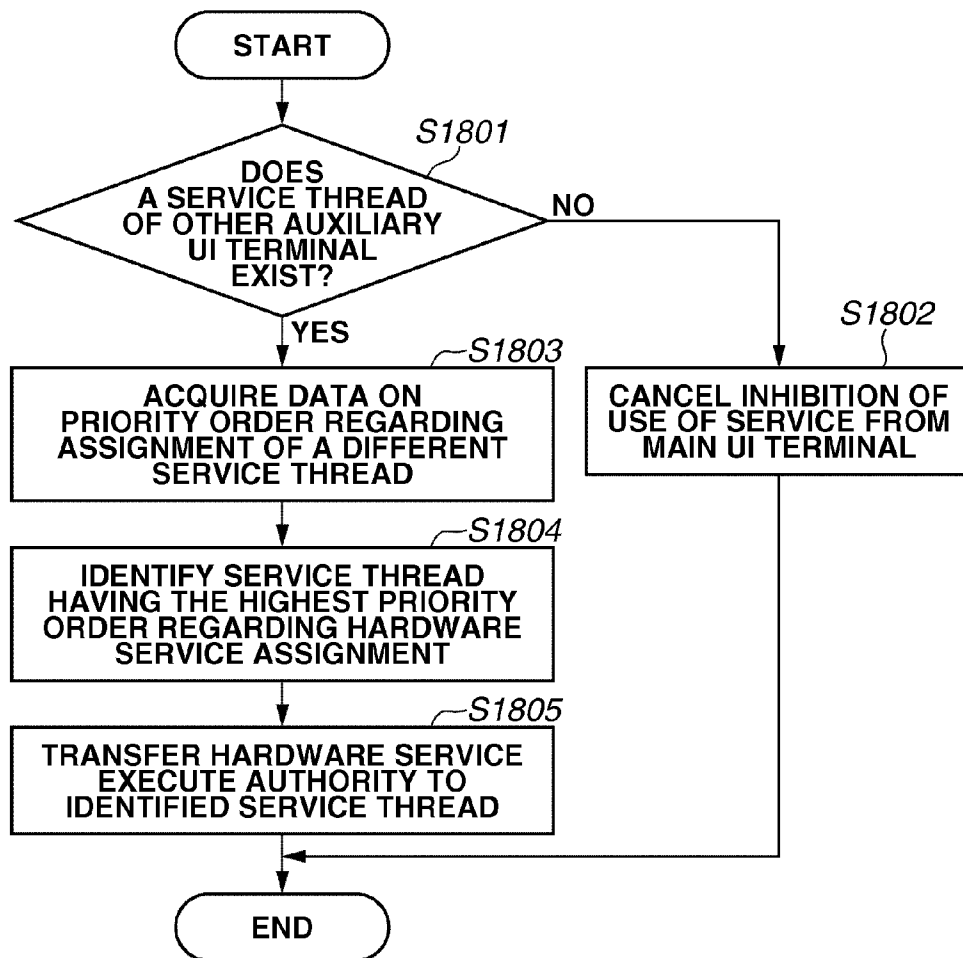 START
S1801
DOES
A SERVICE THREAD
OF OTHER AUXILIARY
UI TERMINAL
EXIST?
NO
YES
S1802
CANCEL INHIBITION OF
USE OF SERVICE FROM
MAIN UI TERMINAL
S1803
ACQUIRE DATA ON
PRIORITY ORDER REGARDING
ASSIGNMENT OF A DIFFERENT
SERVICE THREAD
S1804
IDENTIFY SERVICE THREAD
HAVING THE HIGHEST PRIORITY
ORDER REGARDING HARDWARE
SERVICE ASSIGNMENT
S1805
TRANSFER HARDWARE SERVICE
EXECUTE AUTHORITY TO
IDENTIFIED SERVICE THREAD
END